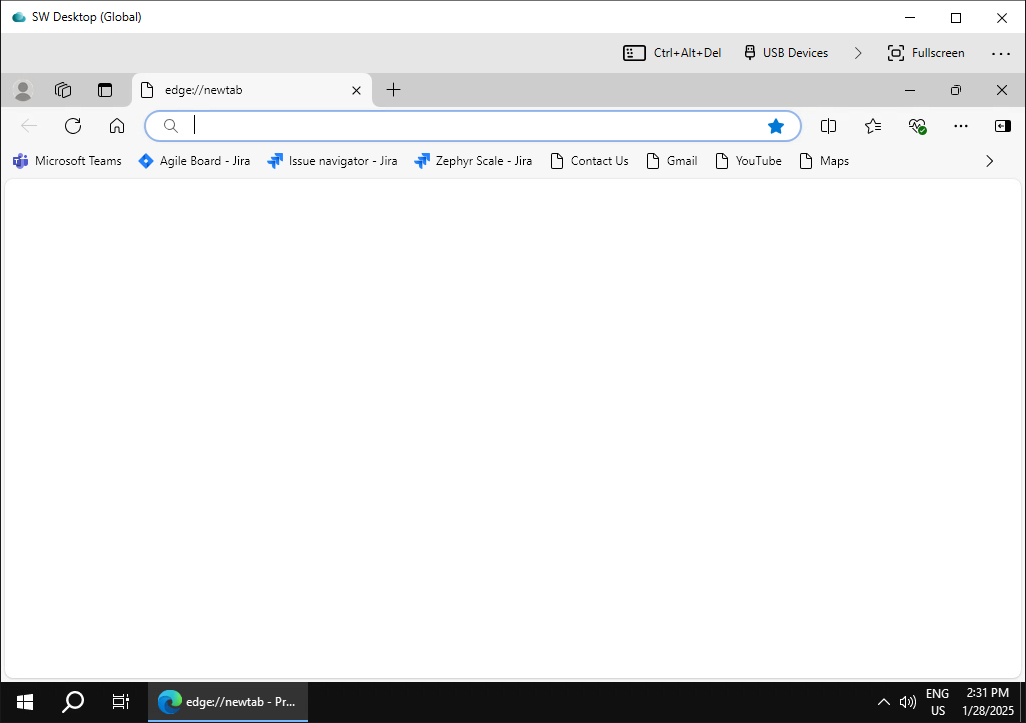 SW Desktop (Global)
Ctrl+Alt+Del USB Devices Fullscreen
edge://newtab
Microsoft Teams Agile Board - Jira Issue navigator - Jira Zephyr Scale - Jira Contact Us Gmail YouTube Maps
edge://newtab - Pr...
ENG
US
2:31 PM
1/28/2025